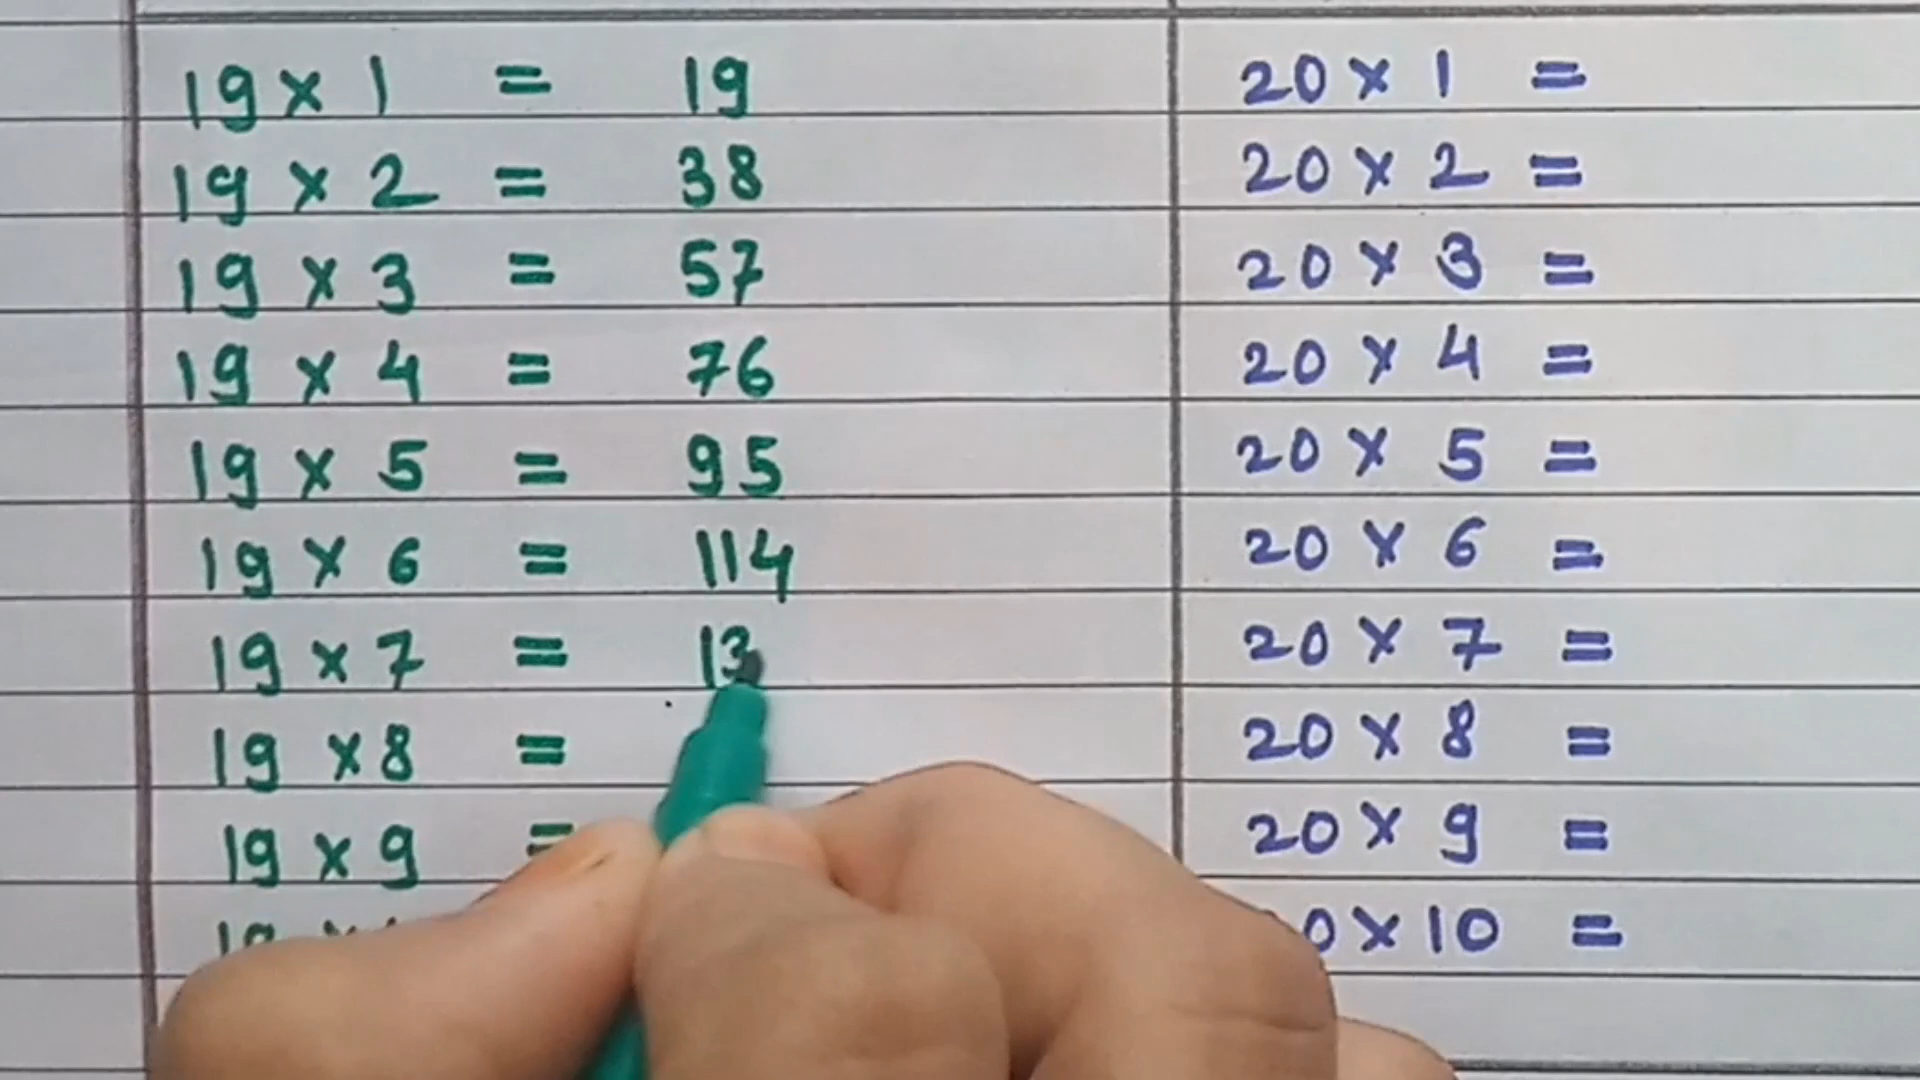 19 × 1 = 19
19 × 2 = 38
19 × 3 = 57
19 × 4 = 76
19 × 5 = 95
19 × 6 = 114
19 × 7 = 13
19 × 8 =
19 × 9 =
19 ×
20 × 1 =
20 × 2 =
20 × 3 =
20 × 4 =
20 × 5 =
20 × 6 =
20 × 7 =
20 × 8 =
20 × 9 =
0 × 10 =